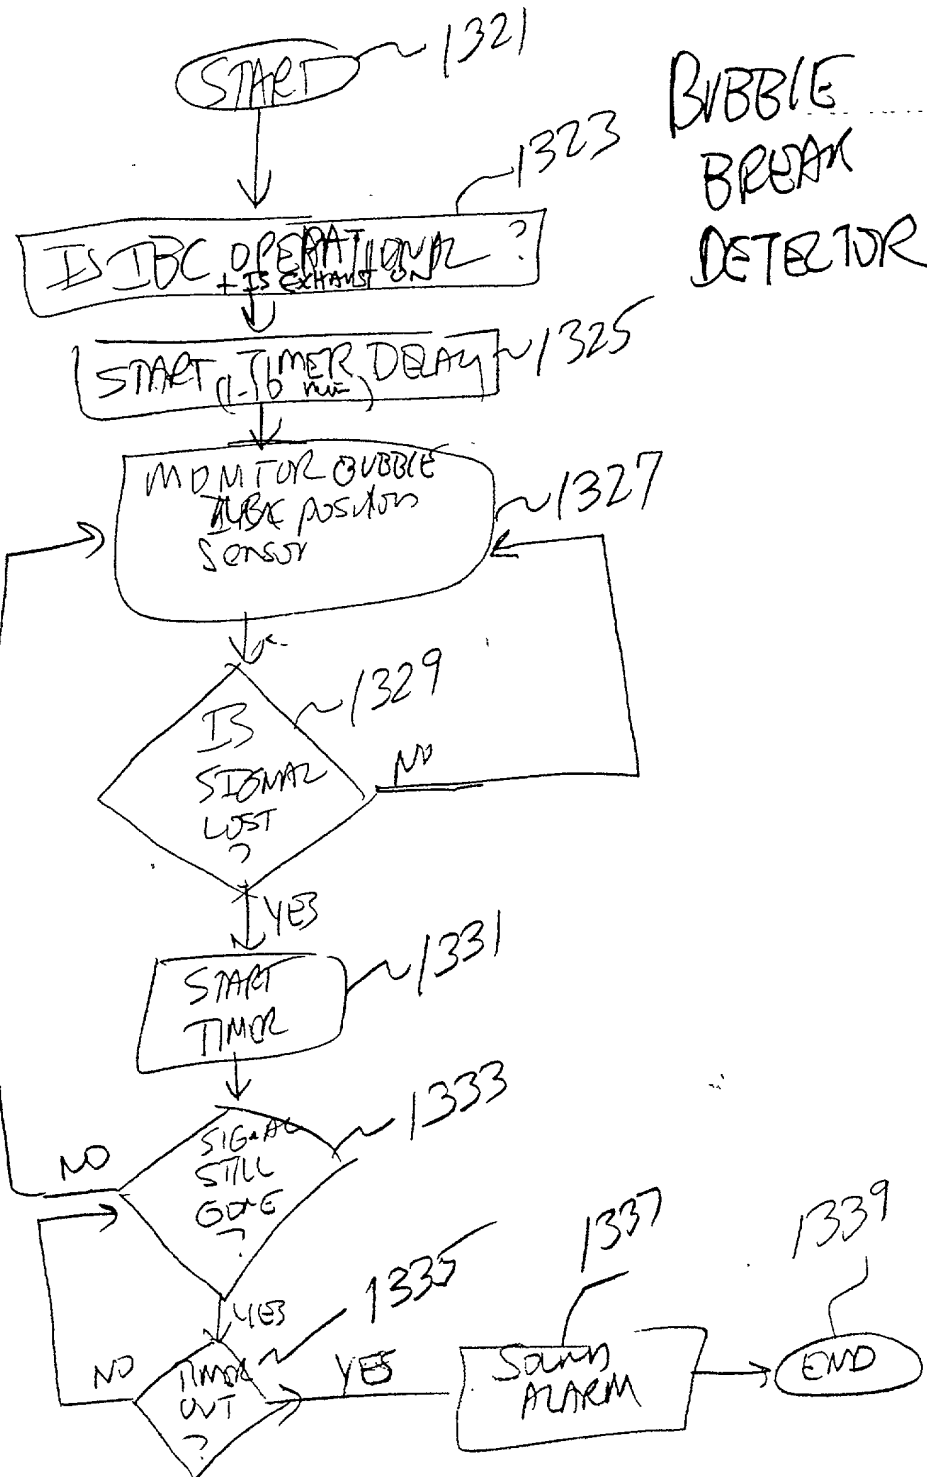 START
1321
BUBBLE
BREAK
DETECTOR
1323
IS IBC OPERATIONAL ?
+ IS EXHAUST ON
START TIMER DELAY
1325
MONITOR BUBBLE
position
Sensor
1327
IS
SIGNAL
LOST
?
1329
NO
YES
START
TIMER
1331
SIGNAL
STILL
GONE
?
1333
NO
YES
TIMER
OUT
?
1335
NO
YES
SOUND
ALARM
1337
END
1339